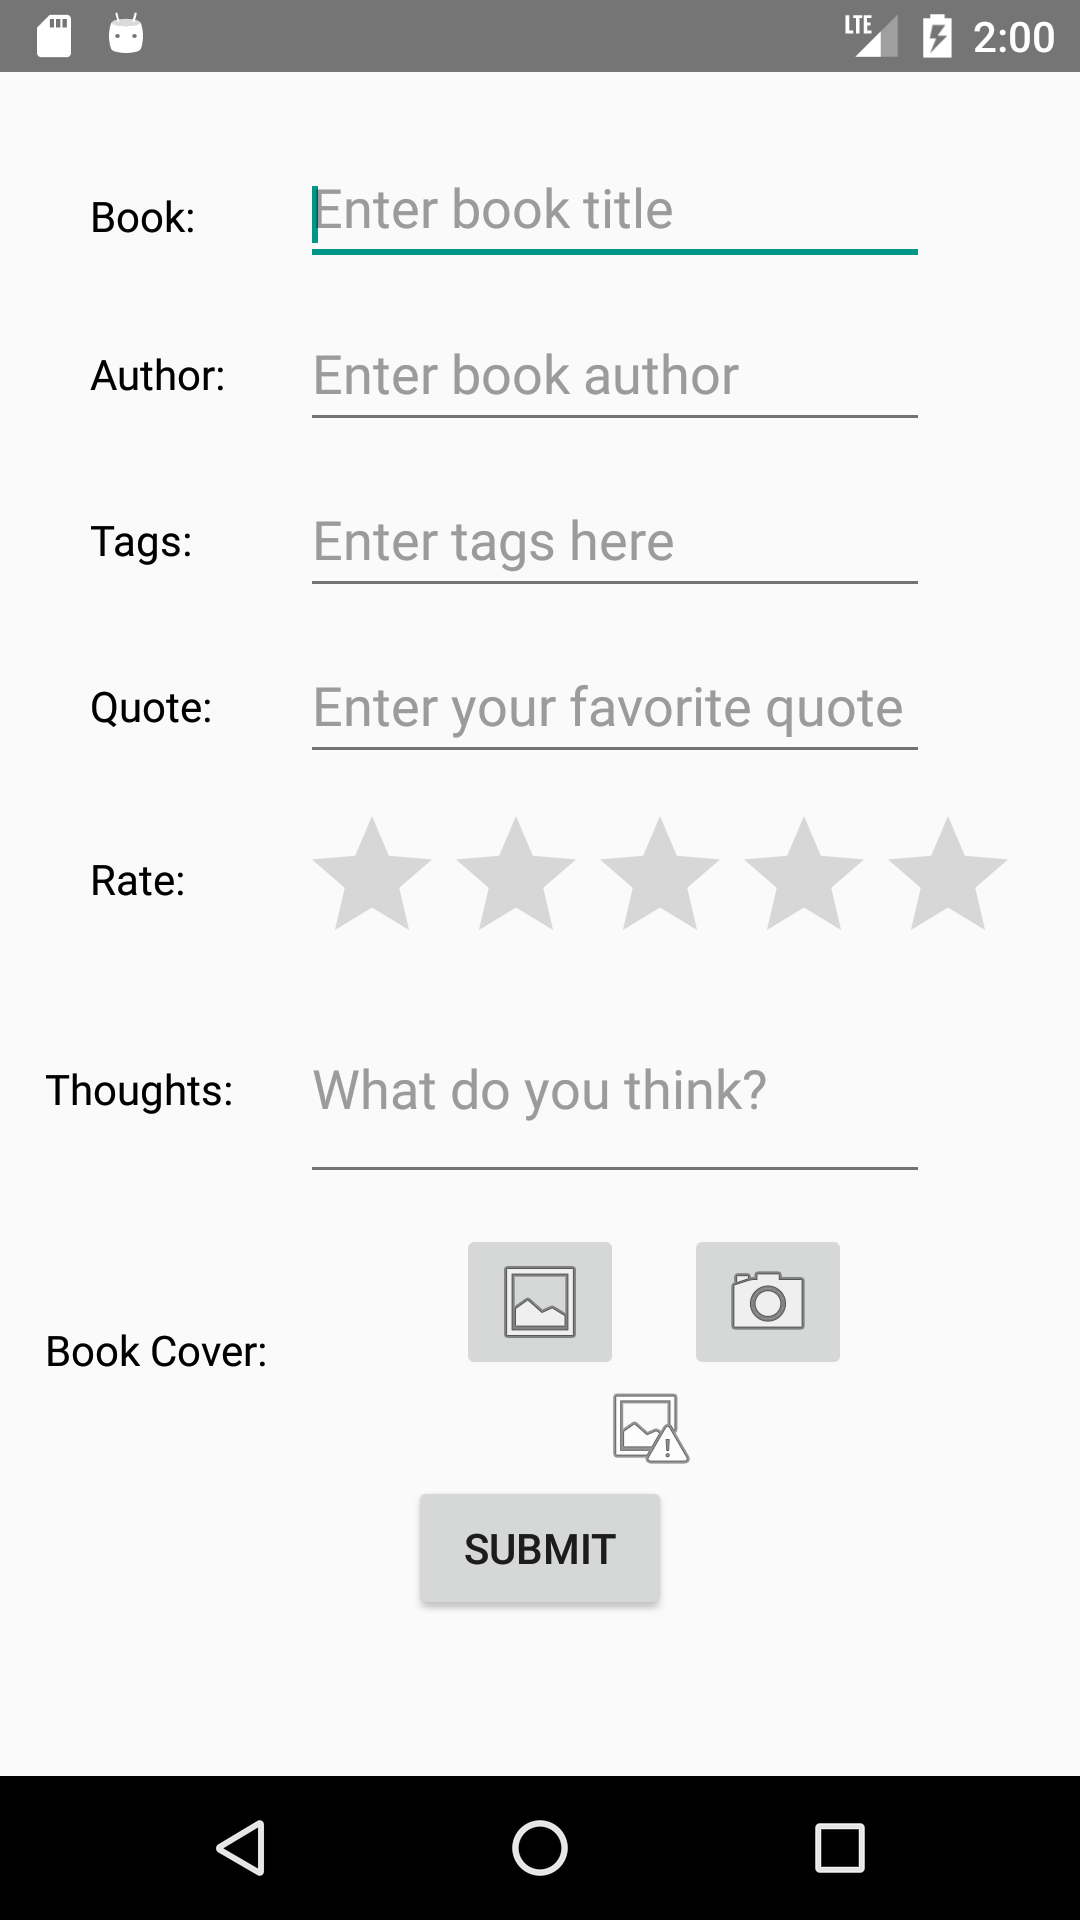 LTE 2:00
Book: Enter book title
Author: Enter book author
Tags: Enter tags here
Quote: Enter your favorite quote
Rate:
Thoughts: What do you think?
Book Cover:
SUBMIT